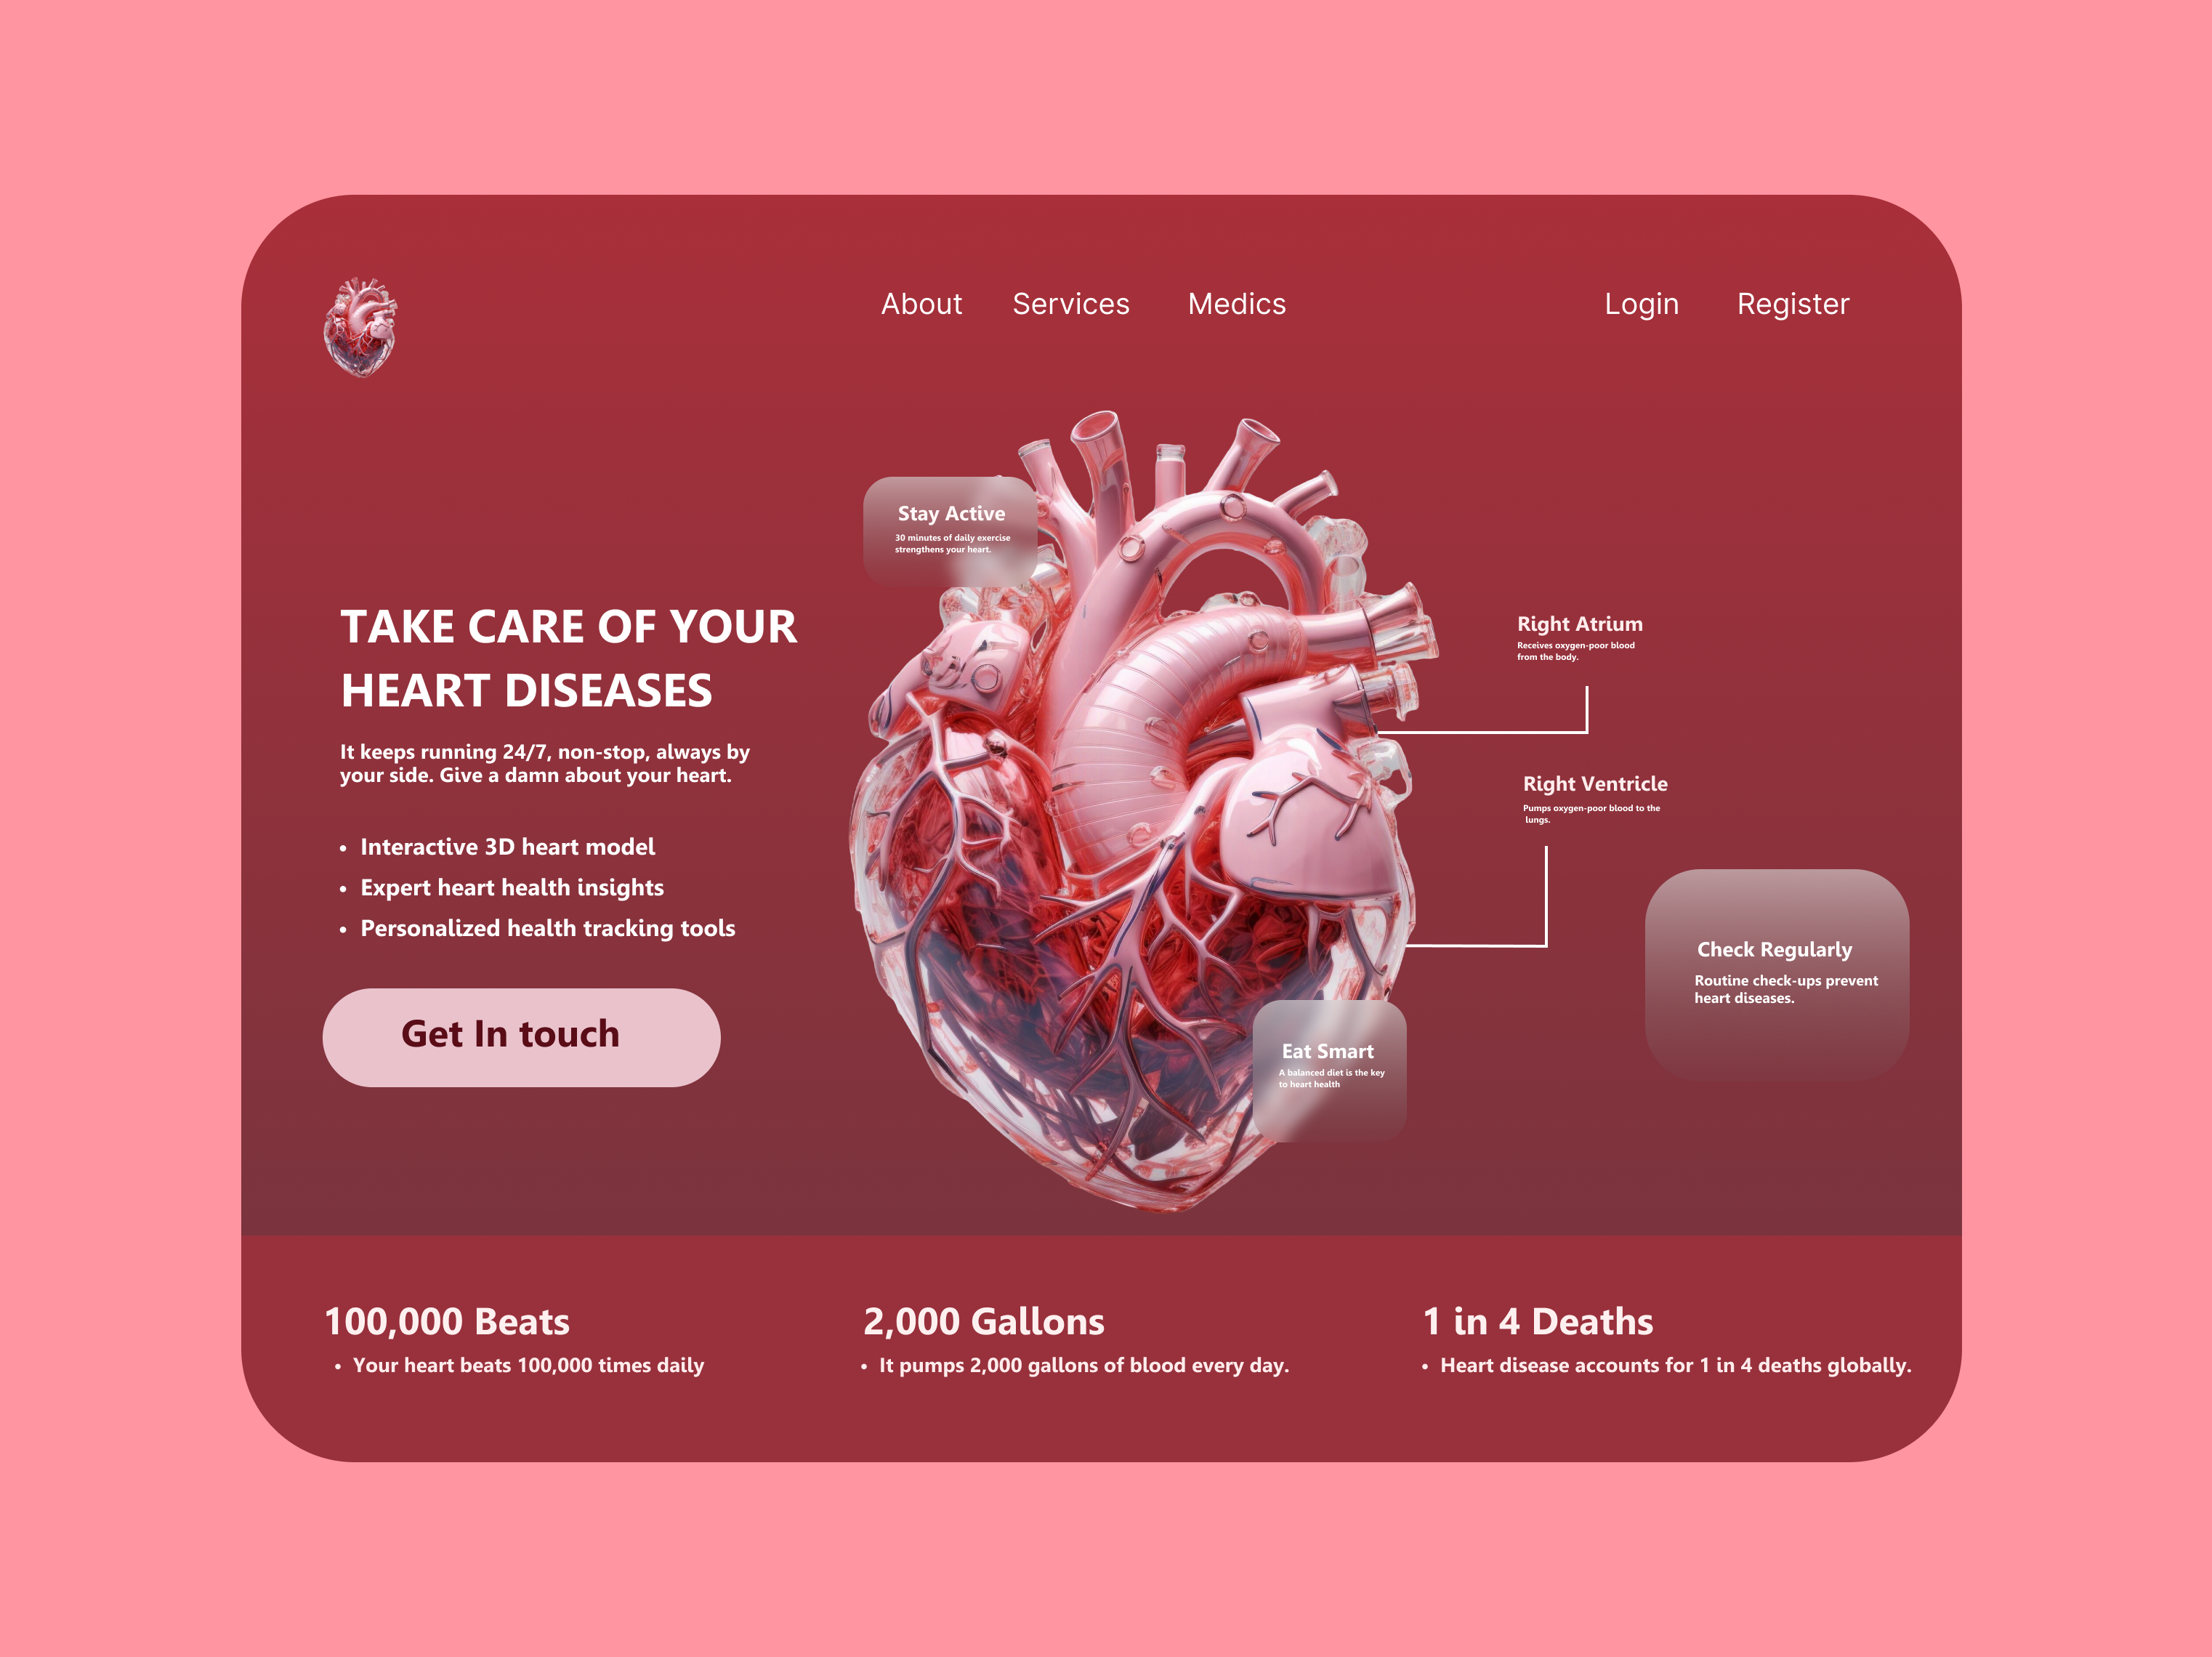 About Services Medics Login Register
Stay Active
30 minutes of daily exercise
strengthens your heart.
TAKE CARE OF YOUR
HEART DISEASES
It keeps running 24/7, non-stop, always by
your side. Give a damn about your heart.
• Interactive 3D heart model
• Expert heart health insights
• Personalized health tracking tools
Get In touch
Right Atrium
Receives oxygen-poor blood
from the body.
Right Ventricle
Pumps oxygen-poor blood to the
lungs.
Check Regularly
Routine check-ups prevent
heart diseases.
Eat Smart
A balanced diet is the key
to heart health
100,000 Beats
• Your heart beats 100,000 times daily
2,000 Gallons
• It pumps 2,000 gallons of blood every day.
1 in 4 Deaths
• Heart disease accounts for 1 in 4 deaths globally.